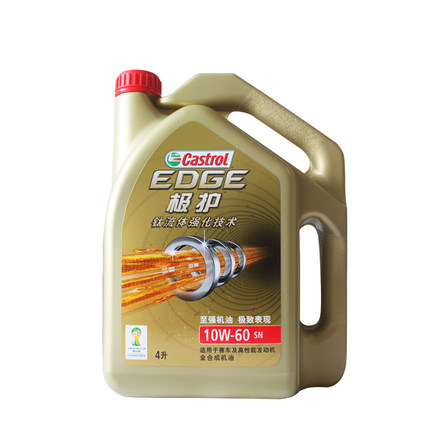 Castrol
EDGE
极护
钛流体强化技术
至强机油 极致表现
10W-60 SN
适用于赛车及高性能发动机
全合成机油
4升